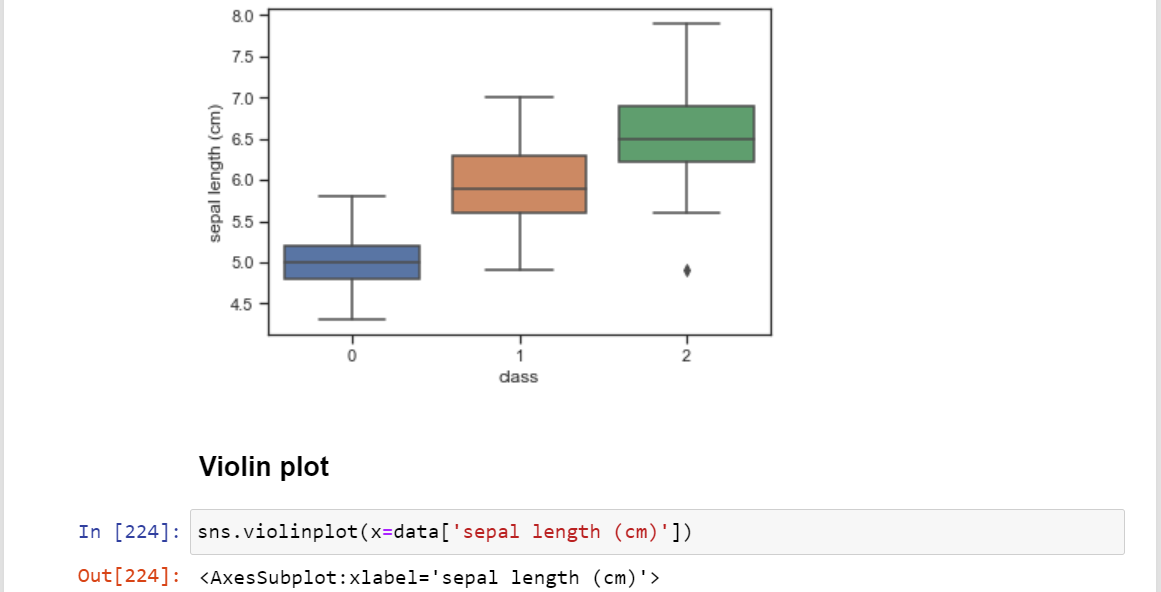 8.0
7.5
7.0
6.5
6.0
5.5
5.0
4.5
sepal length (cm)
0 1 2
class
Violin plot
In [224]: sns.violinplot(x=data['sepal length (cm)'])
Out[224]: <AxesSubplot:xlabel='sepal length (cm)'>